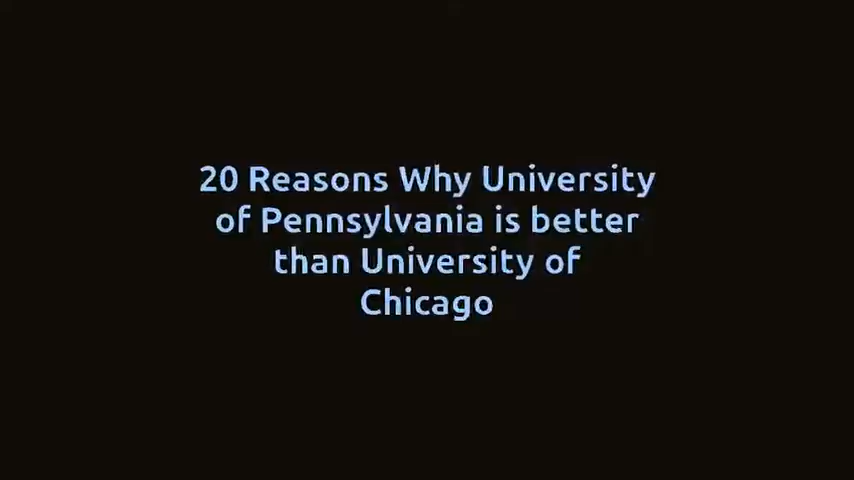 20 Reasons Why University
of Pennsylvania is better
than University of
Chicago